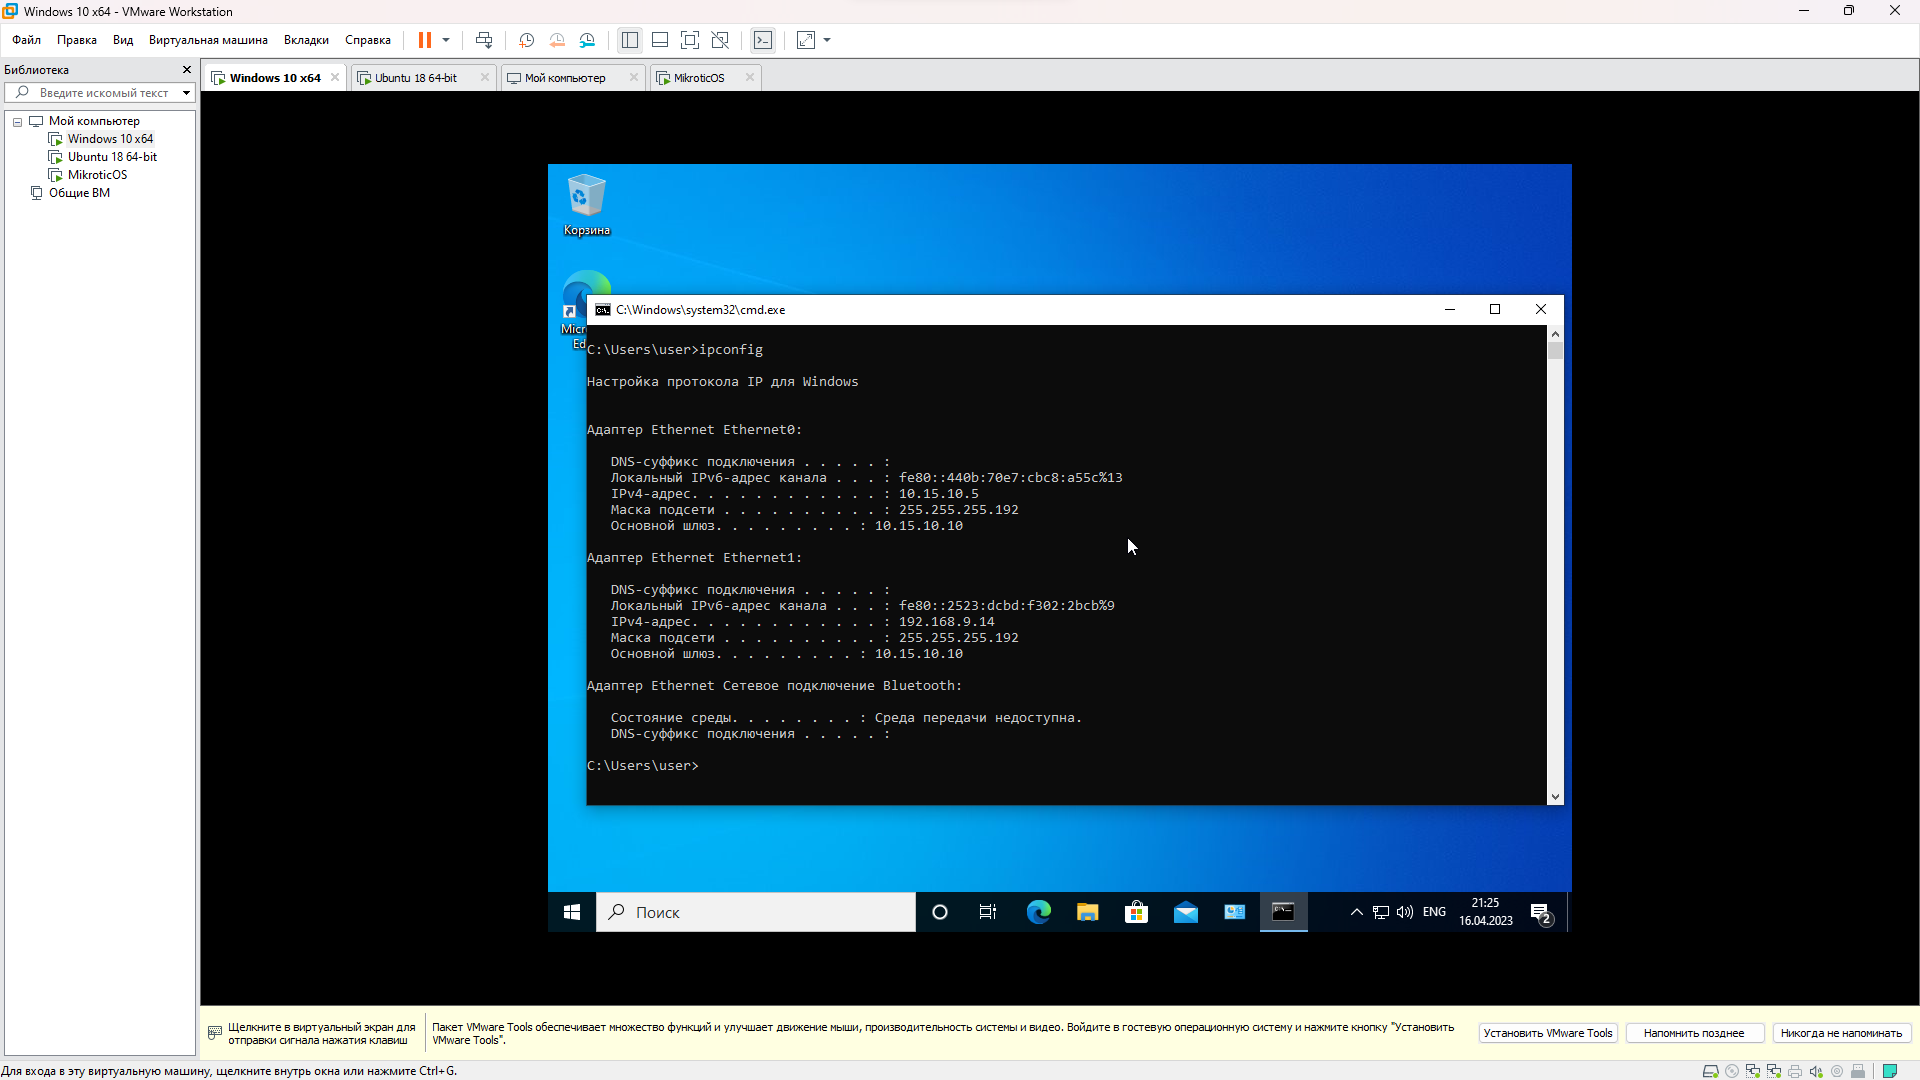 Windows 10 x64 - VMware Workstation
Файл Правка Вид Виртуальная машина Вкладки Справка
Библиотека
Введите искомый текст
Мой компьютер
Windows 10 x64
Ubuntu 18 64-bit
MikroticOS
Общие ВМ
Windows 10 x64 Ubuntu 18 64-bit Мой компьютер MikroticOS
Корзина
C:\Windows\system32\cmd.exe
C:\Users\user>ipconfig
Настройка протокола IP для Windows
Адаптер Ethernet Ethernet0:
DNS-суффикс подключения . . . . . :
Локальный IPv6-адрес канала . . . : fe80::440b:70e7:cbc8:a55c%13
IPv4-адрес. . . . . . . . . . . . : 10.15.10.5
Маска подсети . . . . . . . . . . : 255.255.255.192
Основной шлюз. . . . . . . . . : 10.15.10.10
Адаптер Ethernet Ethernet1:
DNS-суффикс подключения . . . . . :
Локальный IPv6-адрес канала . . . : fe80::2523:dcbd:f302:2bcb%9
IPv4-адрес. . . . . . . . . . . . : 192.168.9.14
Маска подсети . . . . . . . . . . : 255.255.255.192
Основной шлюз. . . . . . . . . : 10.15.10.10
Адаптер Ethernet Сетевое подключение Bluetooth:
Состояние среды. . . . . . . . : Среда передачи недоступна.
DNS-суффикс подключения . . . . . :
C:\Users\user>
Поиск
ENG
21:25
16.04.2023
2
Щелкните в виртуальный экран для
отправки сигнала нажатия клавиш
Пакет VMware Tools обеспечивает множество функций и улучшает движение мыши, производительность системы и видео. Войдите в гостевую операционную систему и нажмите кнопку "Установить
VMware Tools".
Установить VMware Tools Напомнить позднее Никогда не напоминать
Для входа в эту виртуальную машину, щелкните внутрь окна или нажмите Ctrl+G.